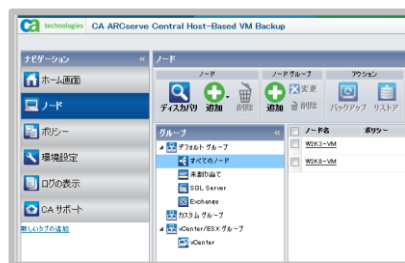 ca technologies CA ARCserve Central Host-Based VM Backup
ナビゲーション «
ホーム画面
ノード
ポリシー
環境設定
ログの表示
CA サポート
新しいタブの追加
ノード
ノード
ノードグループ
アクション
ディスカバリ
追加
削除
追加
変更
削除
バックアップ
リストア
グループ «
デフォルト グループ
すべてのノード
未割り当て
SQL Server
Exchange
カスタム グループ
vCenter/ESX グループ
vCenter
ノード名
ポリシー
W2K3-VM
W2K8-VM